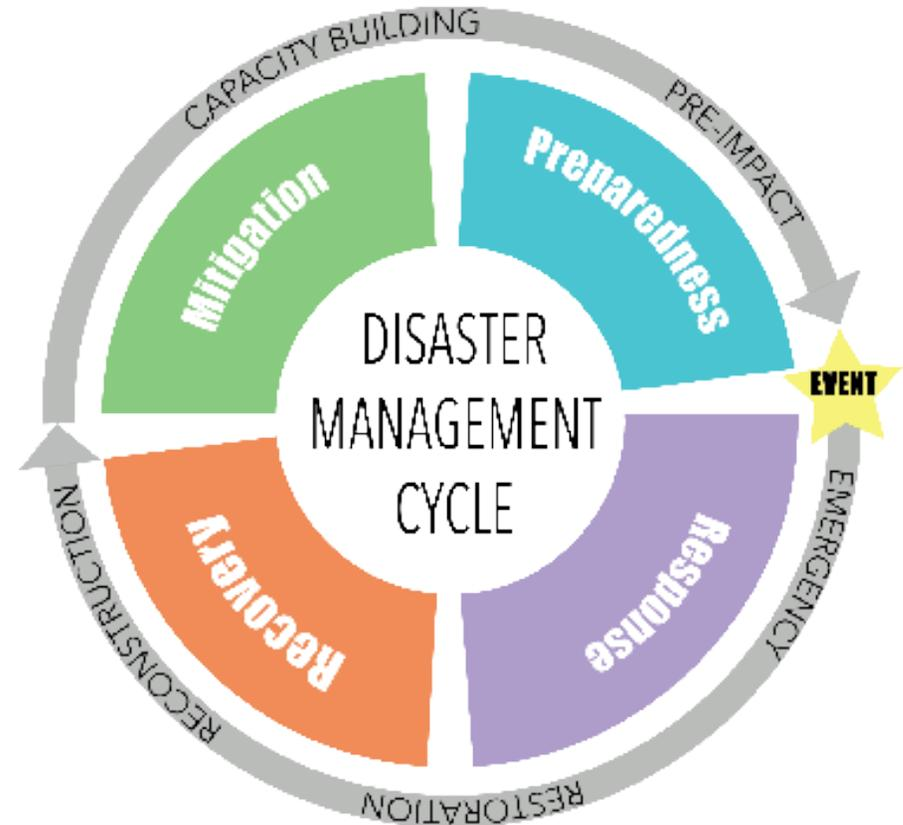 CAPACITY BUILDING
PRE-IMPACT
Mitigation
Preparedness
DISASTER
MANAGEMENT
CYCLE
EVENT
Recovery
Response
RECONSTRUCTION
EMERGENCY
RESTORATION